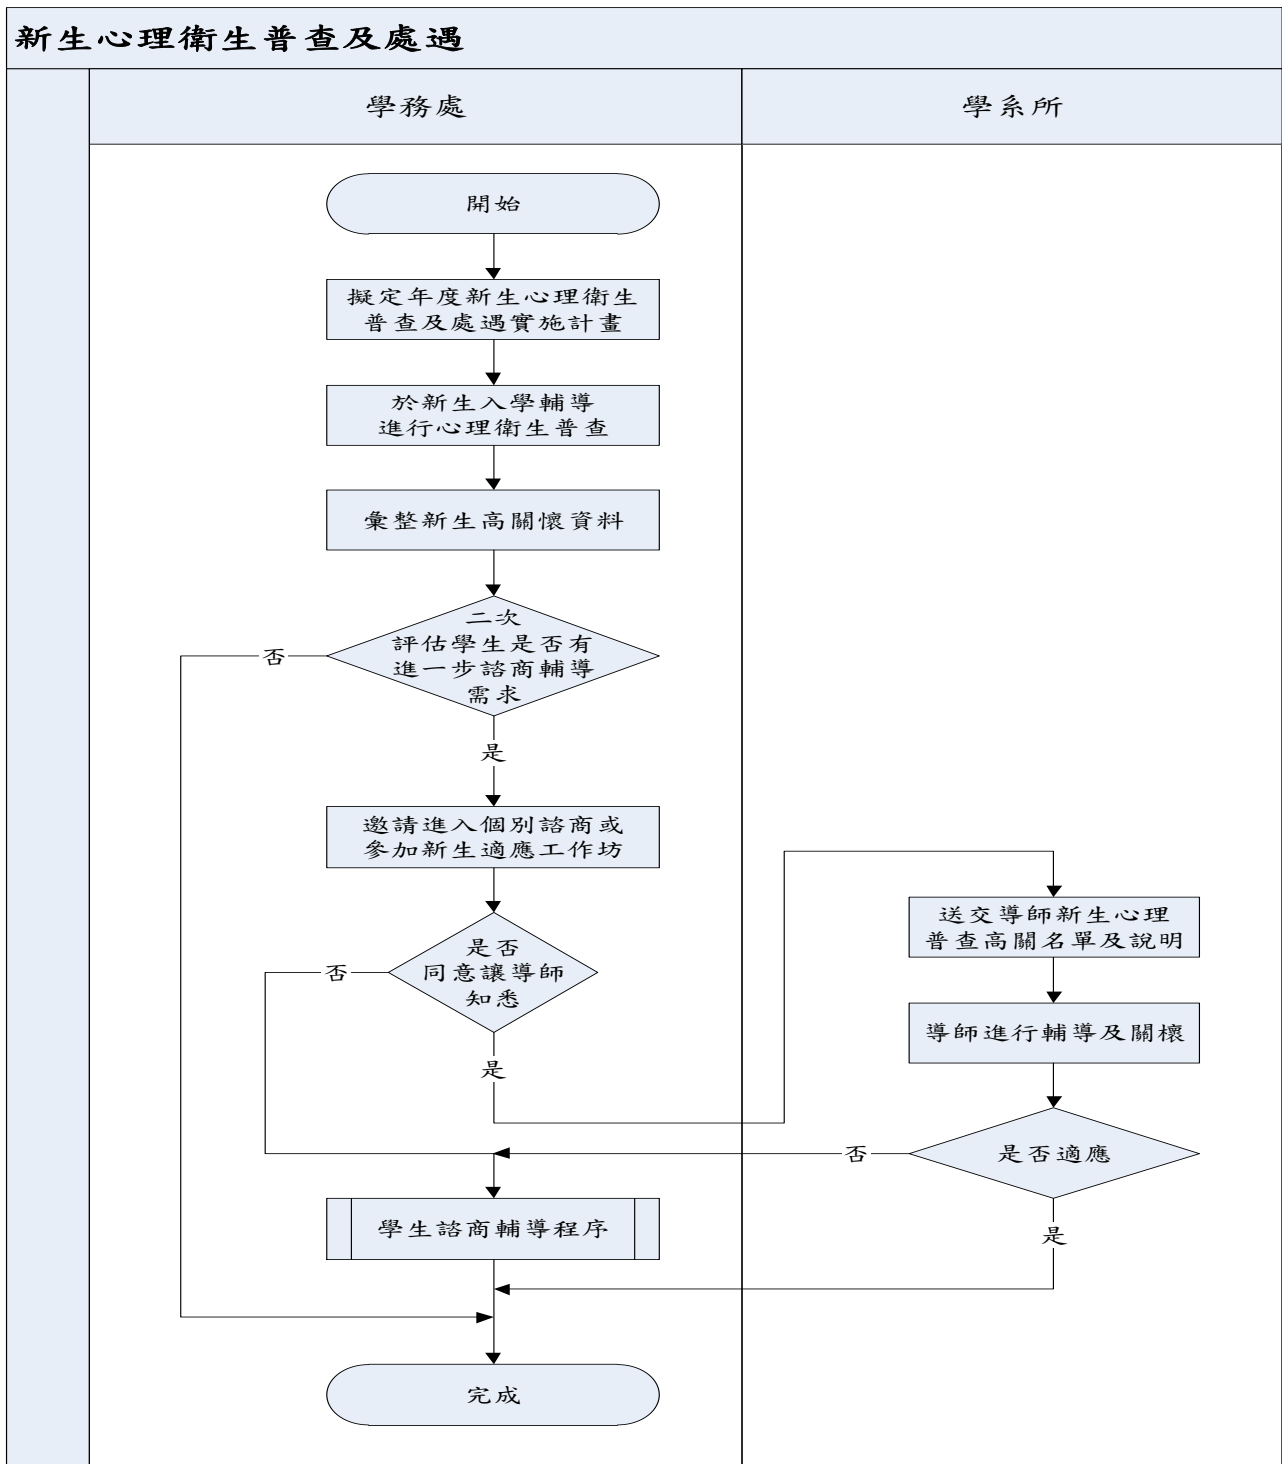 新生心理衛生普查及處遇
學務處
學系所
開始
擬定年度新生心理衛生
普查及處遇實施計畫
於新生入學輔導
進行心理衛生普查
彙整新生高關懷資料
二次
評估學生是否有
進一步諮商輔導
需求
否
是
邀請進入個別諮商或
參加新生適應工作坊
是否
同意讓導師
知悉
否
是
送交導師新生心理
普查高關名單及說明
導師進行輔導及關懷
是否適應
否
是
學生諮商輔導程序
完成